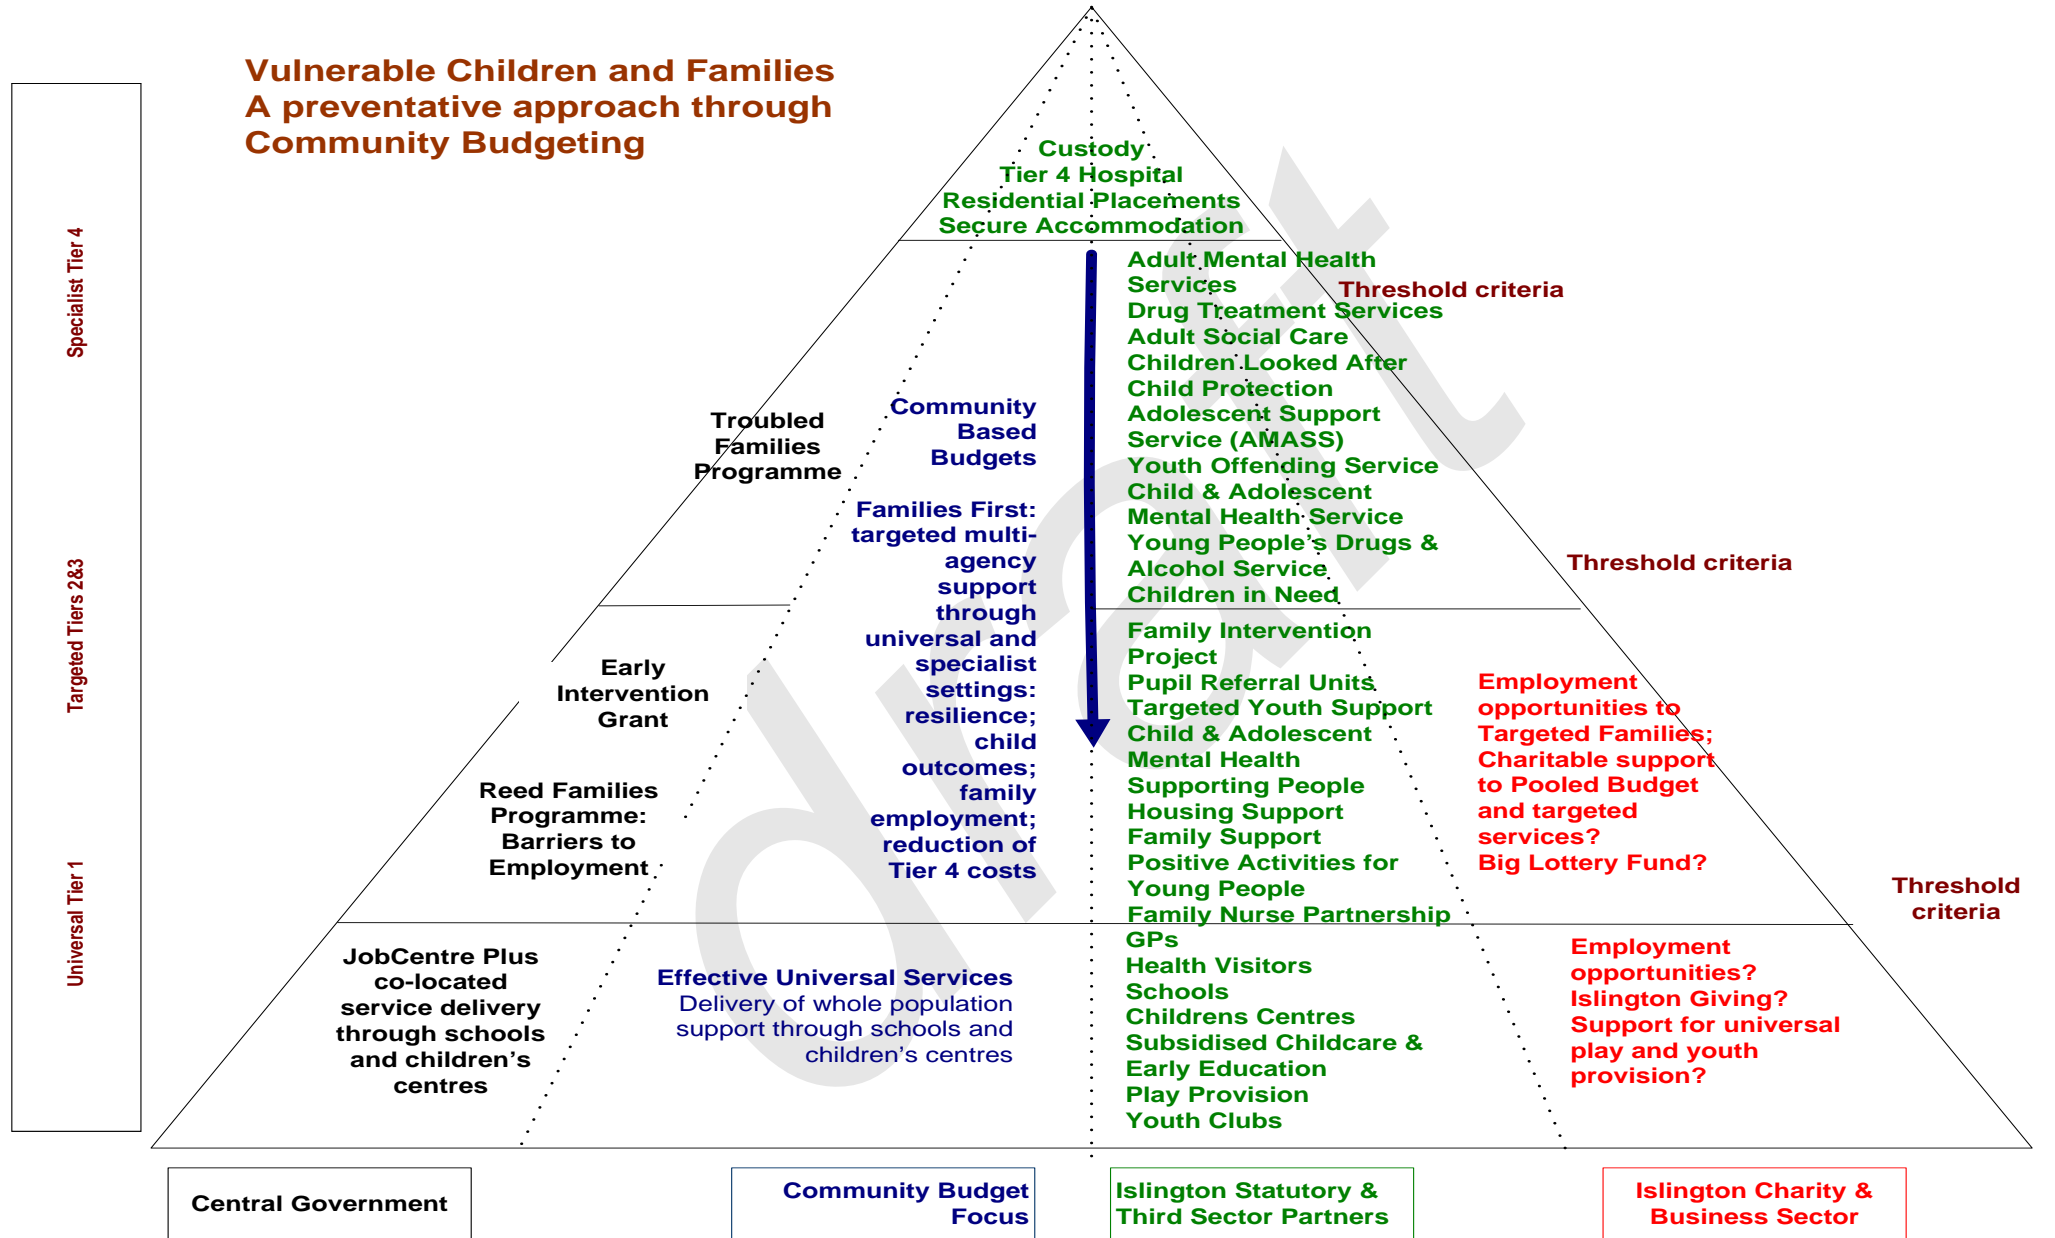 Vulnerable Children and Families
A preventative approach through
Community Budgeting
Specialist Tier 4
Targeted Tiers 2&3
Universal Tier 1
Custody
Tier 4 Hospital
Residential Placements
Secure Accommodation
Threshold criteria
Threshold criteria
Threshold
criteria
Troubled
Families
Programme
Early
Intervention
Grant
Reed Families
Programme:
Barriers to
Employment
JobCentre Plus
co-located
service delivery
through schools
and children's
centres
Community
Based
Budgets
Families First:
targeted multi-
agency
support
through
universal and
specialist
settings:
resilience;
child
outcomes;
family
employment;
reduction of
Tier 4 costs
Effective Universal Services
Delivery of whole population
support through schools and
children's centres
Adult Mental Health
Services
Drug Treatment Services
Adult Social Care
Children Looked After
Child Protection
Adolescent Support
Service (AMASS)
Youth Offending Service
Child & Adolescent
Mental Health Service
Young People's Drugs &
Alcohol Service
Children in Need
Family Intervention
Project
Pupil Referral Units
Targeted Youth Support
Child & Adolescent
Mental Health
Supporting People
Housing Support
Family Support
Positive Activities for
Young People
Family Nurse Partnership
GPs
Health Visitors
Schools
Childrens Centres
Subsidised Childcare &
Early Education
Play Provision
Youth Clubs
Employment
opportunities to
Targeted Families;
Charitable support
to Pooled Budget
and targeted
services?
Big Lottery Fund?
Employment
opportunities?
Islington Giving?
Support for universal
play and youth
provision?
draft
Central Government
Community Budget
Focus
Islington Statutory &
Third Sector Partners
Islington Charity &
Business Sector